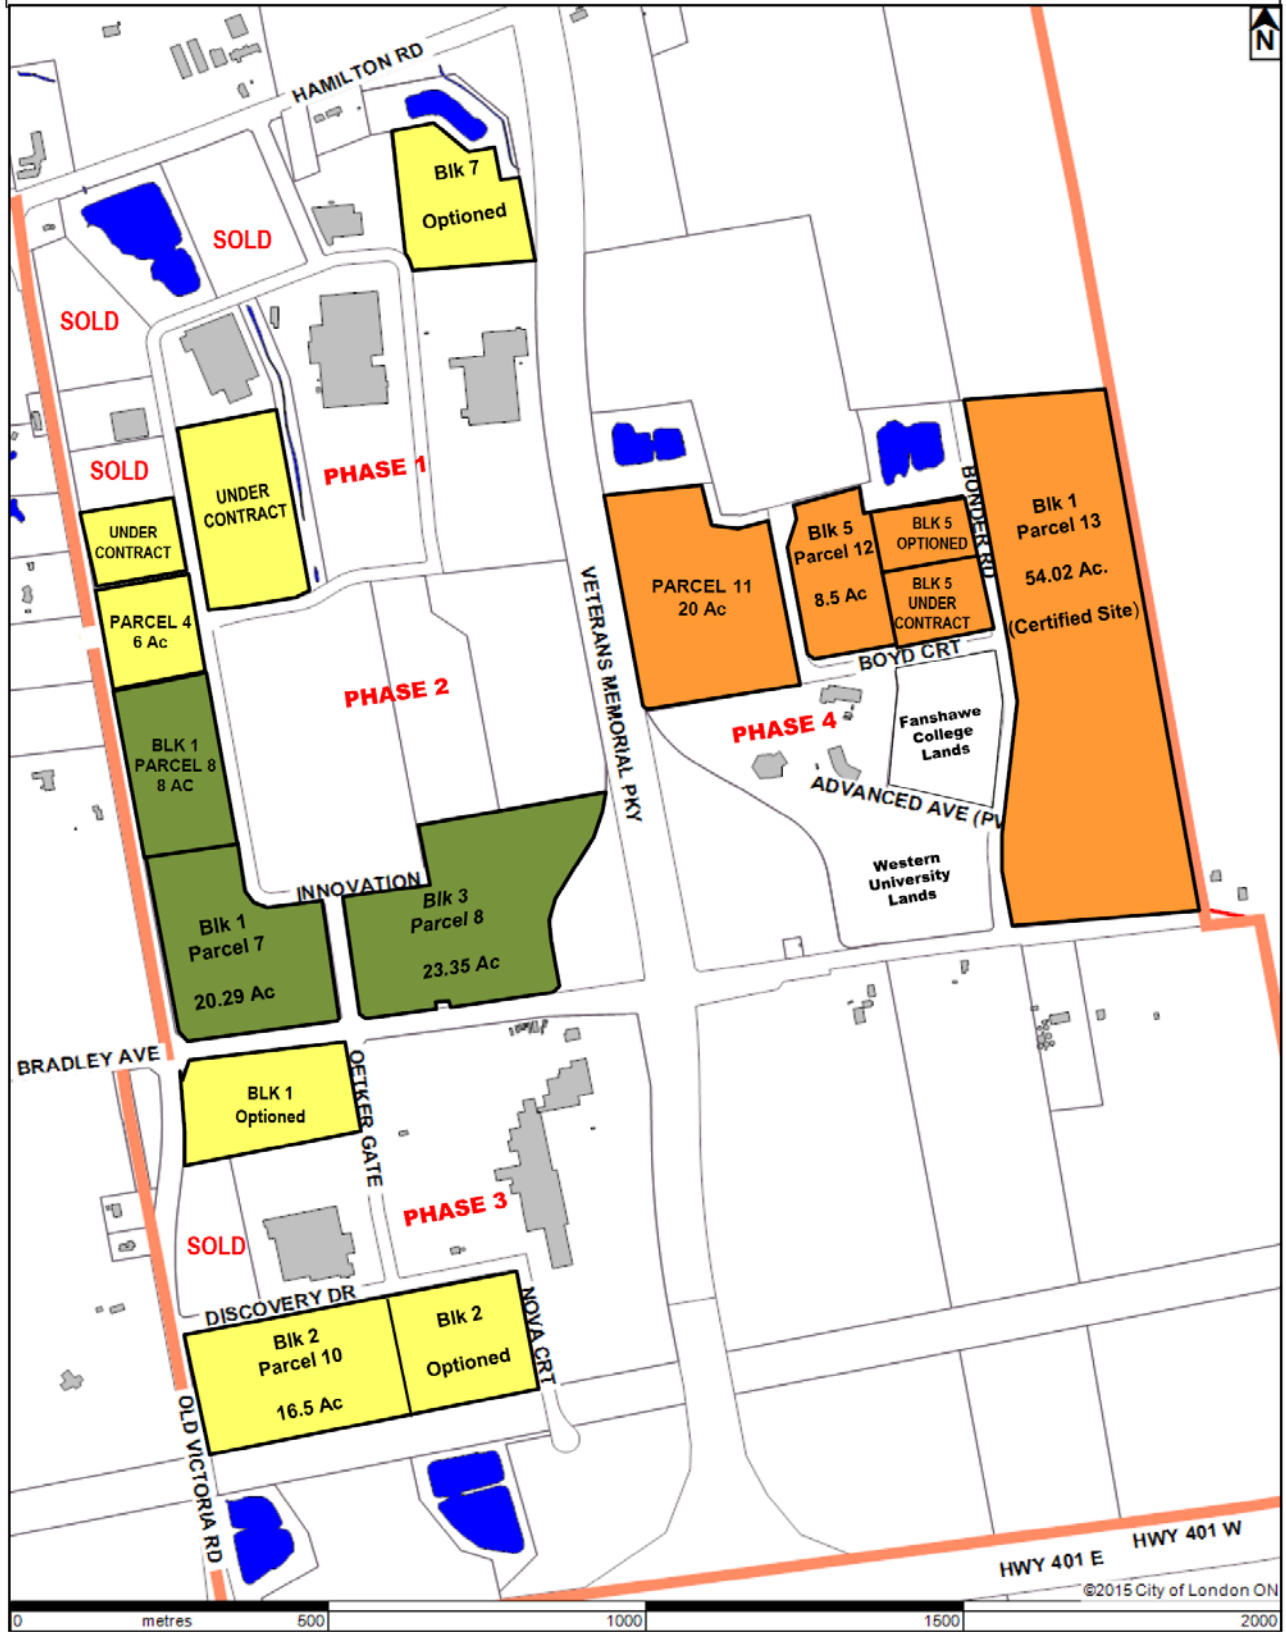 N
HAMILTON RD
Blk 7
Optioned
SOLD
SOLD
SOLD
PHASE 1
UNDER
CONTRACT
UNDER
CONTRACT
PARCEL 4
6 Ac
BONDER RD
Blk 1
Parcel 13
54.02 Ac.
(Certified Site)
Blk 5
Parcel 12
8.5 Ac
BLK 5
OPTIONED
BLK 5
UNDER
CONTRACT
PARCEL 11
20 Ac
VETERANS MEMORIAL PKY
BOYD CRT
PHASE 2
PHASE 4
Fanshawe
College
Lands
ADVANCED AVE (PV
BLK 1
PARCEL 8
8 AC
Western
University
Lands
INNOVATION
Blk 3
Parcel 8
23.35 Ac
Blk 1
Parcel 7
20.29 Ac
BRADLEY AVE
OETKER GATE
BLK 1
Optioned
PHASE 3
SOLD
DISCOVERY DR
NOVA CRT
Blk 2
Parcel 10
16.5 Ac
Blk 2
Optioned
OLD VICTORIA RD
HWY 401 W
HWY 401 E
©2015 City of London ON
0 metres 500 1000 1500 2000